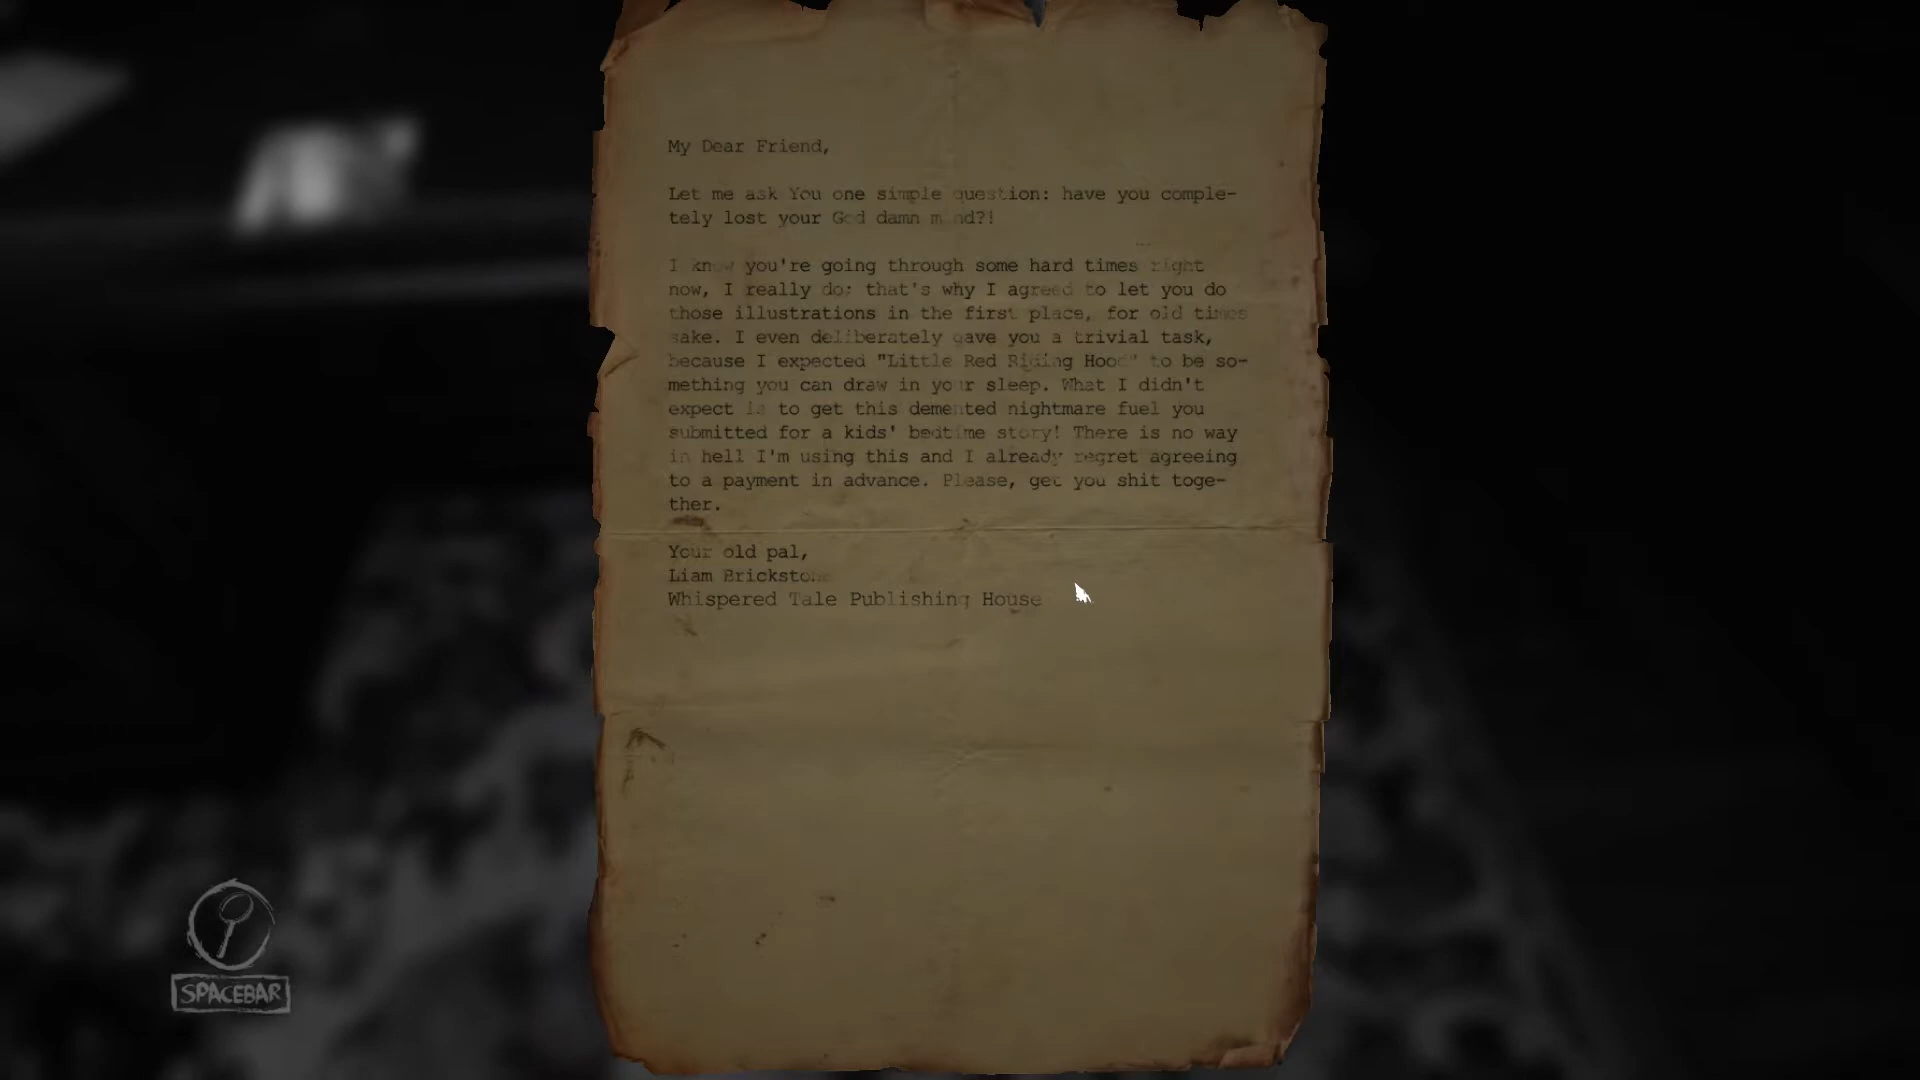 My Dear Friend,
Let me ask You one simple question: have you comple-
tely lost your God damn mind?!
I know you're going through some hard times right
now, I really do; that's why I agreed to let you do
those illustrations in the first place, for old times
sake. I even deliberately gave you a trivial task,
because I expected "Little Red Riding Hood" to be so-
mething you can draw in your sleep. What I didn't
expect is to get this demented nightmare fuel you
submitted for a kids' bedtime story! There is no way
in hell I'm using this and I already regret agreeing
to a payment in advance. Please, get you shit toge-
ther.
Your old pal,
Liam Brickstone
Whispered Tale Publishing House
SPACEBAR